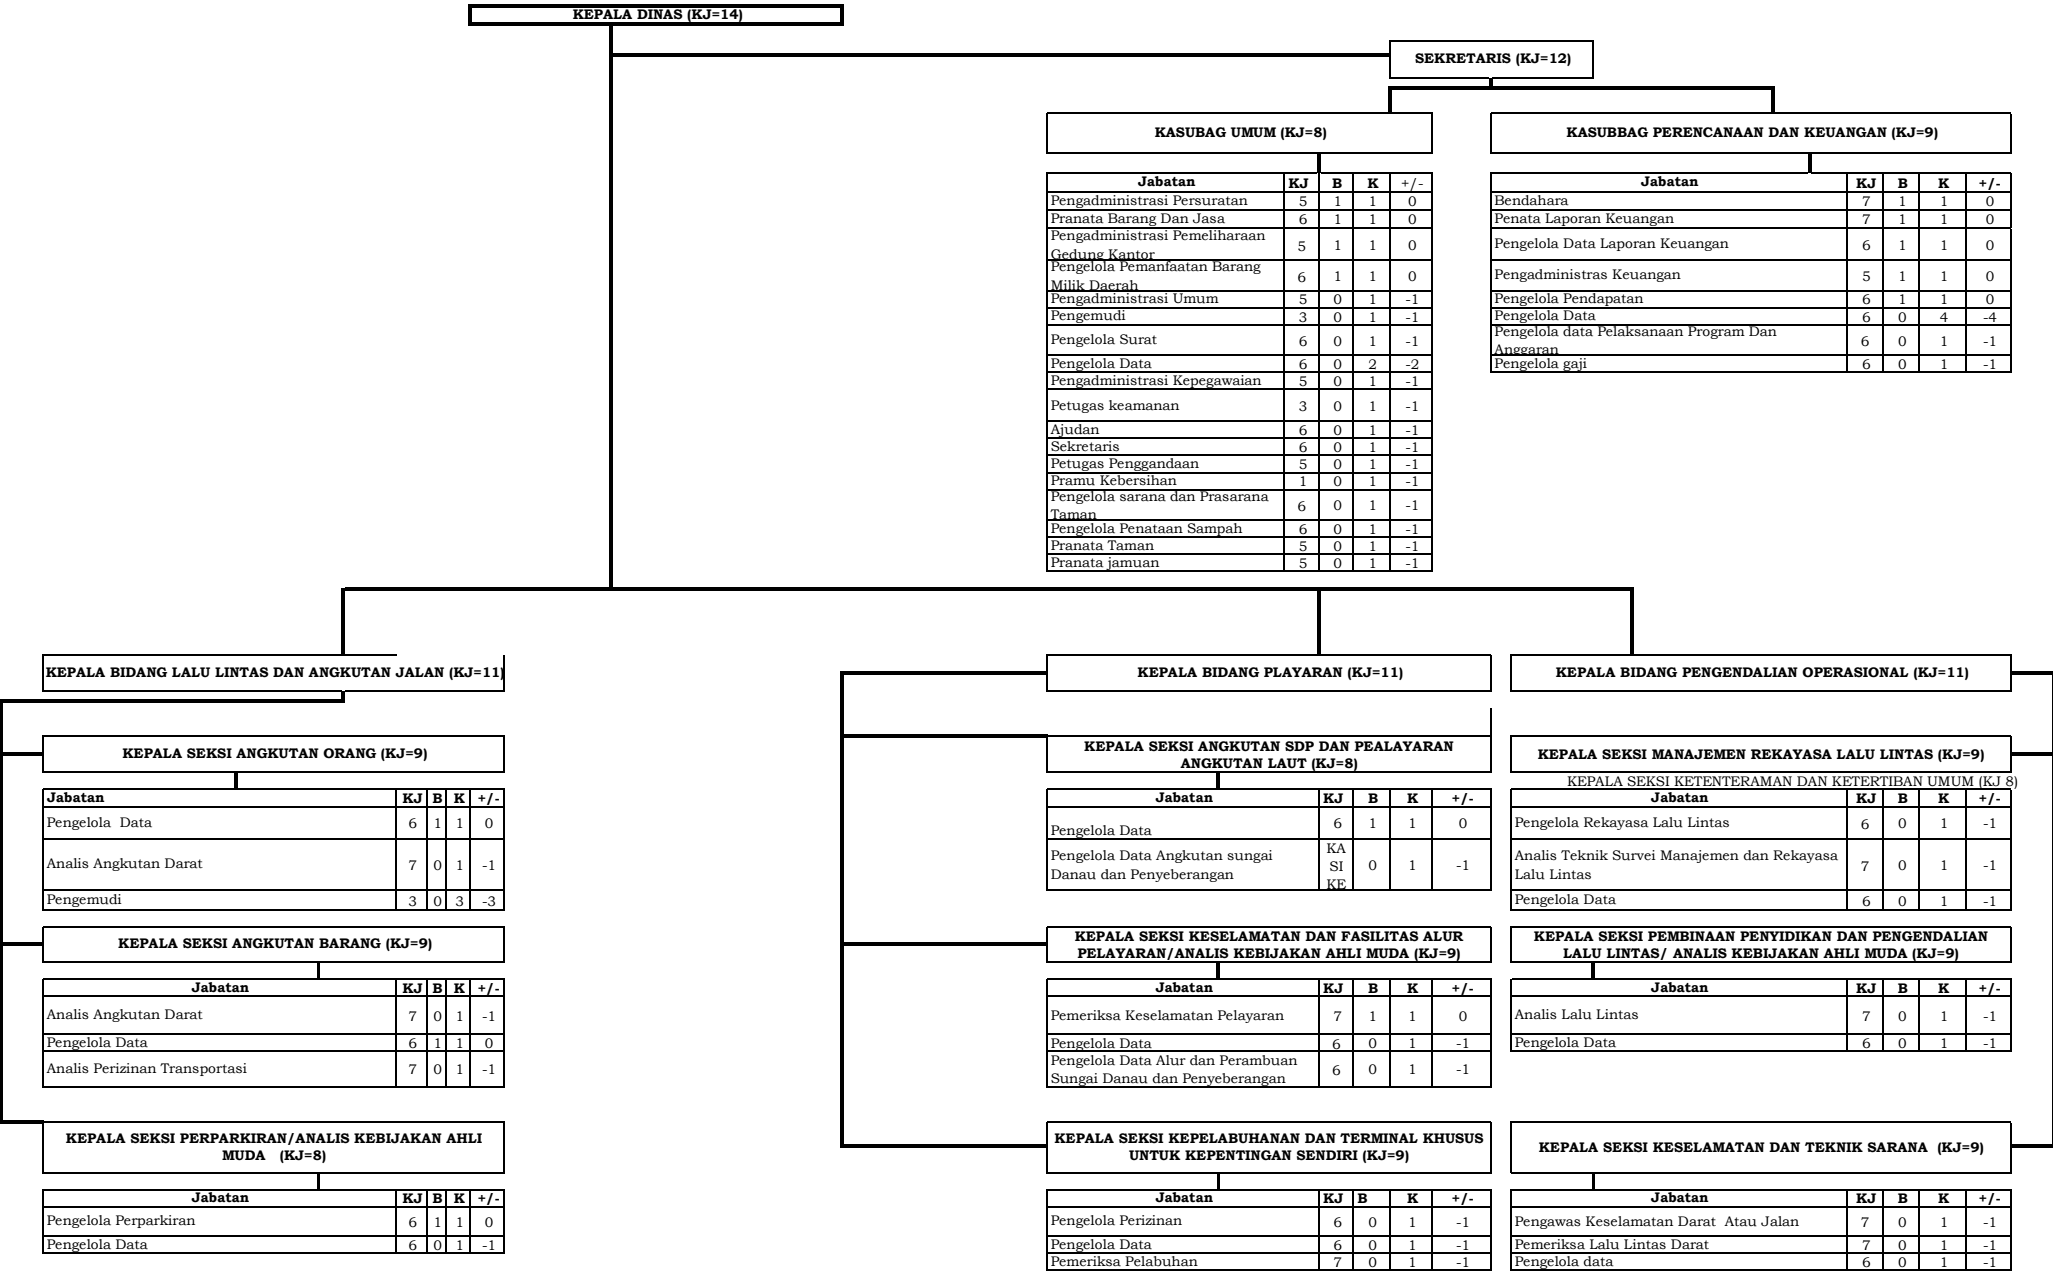 KEPALA DINAS (KJ=14)
SEKRETARIS (KJ=12)
KASUBAG UMUM (KJ=8)
Jabatan KJ B K +/-
Pengadministrasi Persuratan 5 1 1 0
Pranata Barang Dan Jasa 6 1 1 0
Pengadministrasi Pemeliharaan
Gedung Kantor 5 1 1 0
Pengelola Pemanfaatan Barang
Milik Daerah 6 1 1 0
Pengadministrasi Umum 5 0 1 -1
Pengemudi 3 0 1 -1
Pengelola Surat 6 0 1 -1
Pengelola Data 6 0 2 -2
Pengadministrasi Kepegawaian 5 0 1 -1
Petugas keamanan 3 0 1 -1
Ajudan 6 0 1 -1
Sekretaris 6 0 1 -1
Petugas Penggandaan 5 0 1 -1
Pramu Kebersihan 1 0 1 -1
Pengelola sarana dan Prasarana
Taman 6 0 1 -1
Pengelola Penataan Sampah 6 0 1 -1
Pranata Taman 5 0 1 -1
Pranata jamuan 5 0 1 -1
KASUBBAG PERENCANAAN DAN KEUANGAN (KJ=9)
Jabatan KJ B K +/-
Bendahara 7 1 1 0
Penata Laporan Keuangan 7 1 1 0
Pengelola Data Laporan Keuangan 6 1 1 0
Pengadministras Keuangan 5 1 1 0
Pengelola Pendapatan 6 1 1 0
Pengelola Data 6 0 4 -4
Pengelola data Pelaksanaan Program Dan
Anggaran 6 0 1 -1
Pengelola gaji 6 0 1 -1
KEPALA BIDANG LALU LINTAS DAN ANGKUTAN JALAN (KJ=11)
KEPALA SEKSI ANGKUTAN ORANG (KJ=9)
Jabatan KJ B K +/-
Pengelola Data 6 1 1 0
Analis Angkutan Darat 7 0 1 -1
Pengemudi 3 0 3 -3
KEPALA SEKSI ANGKUTAN BARANG (KJ=9)
Jabatan KJ B K +/-
Analis Angkutan Darat 7 0 1 -1
Pengelola Data 6 1 1 0
Analis Perizinan Transportasi 7 0 1 -1
KEPALA SEKSI PERPARKIRAN/ANALIS KEBIJAKAN AHLI
MUDA (KJ=8)
Jabatan KJ B K +/-
Pengelola Perparkiran 6 1 1 0
Pengelola Data 6 0 1 -1
KEPALA BIDANG PLAYARAN (KJ=11)
KEPALA SEKSI ANGKUTAN SDP DAN PEALAYARAN
ANGKUTAN LAUT (KJ=8)
Jabatan KJ B K +/-
Pengelola Data 6 1 1 0
Pengelola Data Angkutan sungai
Danau dan Penyeberangan KA
SI
KE 0 1 -1
KEPALA SEKSI KESELAMATAN DAN FASILITAS ALUR
PELAYARAN/ANALIS KEBIJAKAN AHLI MUDA (KJ=9)
Jabatan KJ B K +/-
Pemeriksa Keselamatan Pelayaran 7 1 1 0
Pengelola Data 6 0 1 -1
Pengelola Data Alur dan Perambuan
Sungai Danau dan Penyeberangan 6 0 1 -1
KEPALA SEKSI KEPELABUHANAN DAN TERMINAL KHUSUS
UNTUK KEPENTINGAN SENDIRI (KJ=9)
Jabatan KJ B K +/-
Pengelola Perizinan 6 0 1 -1
Pengelola Data 6 0 1 -1
Pemeriksa Pelabuhan 7 0 1 -1
KEPALA BIDANG PENGENDALIAN OPERASIONAL (KJ=11)
KEPALA SEKSI MANAJEMEN REKAYASA LALU LINTAS (KJ=9)
KEPALA SEKSI KETENTERAMAN DAN KETERTIBAN UMUM (KJ 8)
Jabatan KJ B K +/-
Pengelola Rekayasa Lalu Lintas 6 0 1 -1
Analis Teknik Survei Manajemen dan Rekayasa
Lalu Lintas 7 0 1 -1
Pengelola Data 6 0 1 -1
KEPALA SEKSI PEMBINAAN PENYIDIKAN DAN PENGENDALIAN
LALU LINTAS/ ANALIS KEBIJAKAN AHLI MUDA (KJ=9)
Jabatan KJ B K +/-
Analis Lalu Lintas 7 0 1 -1
Pengelola Data 6 0 1 -1
KEPALA SEKSI KESELAMATAN DAN TEKNIK SARANA (KJ=9)
Jabatan KJ B K +/-
Pengawas Keselamatan Darat Atau Jalan 7 0 1 -1
Pemeriksa Lalu Lintas Darat 7 0 1 -1
Pengelola data 6 0 1 -1